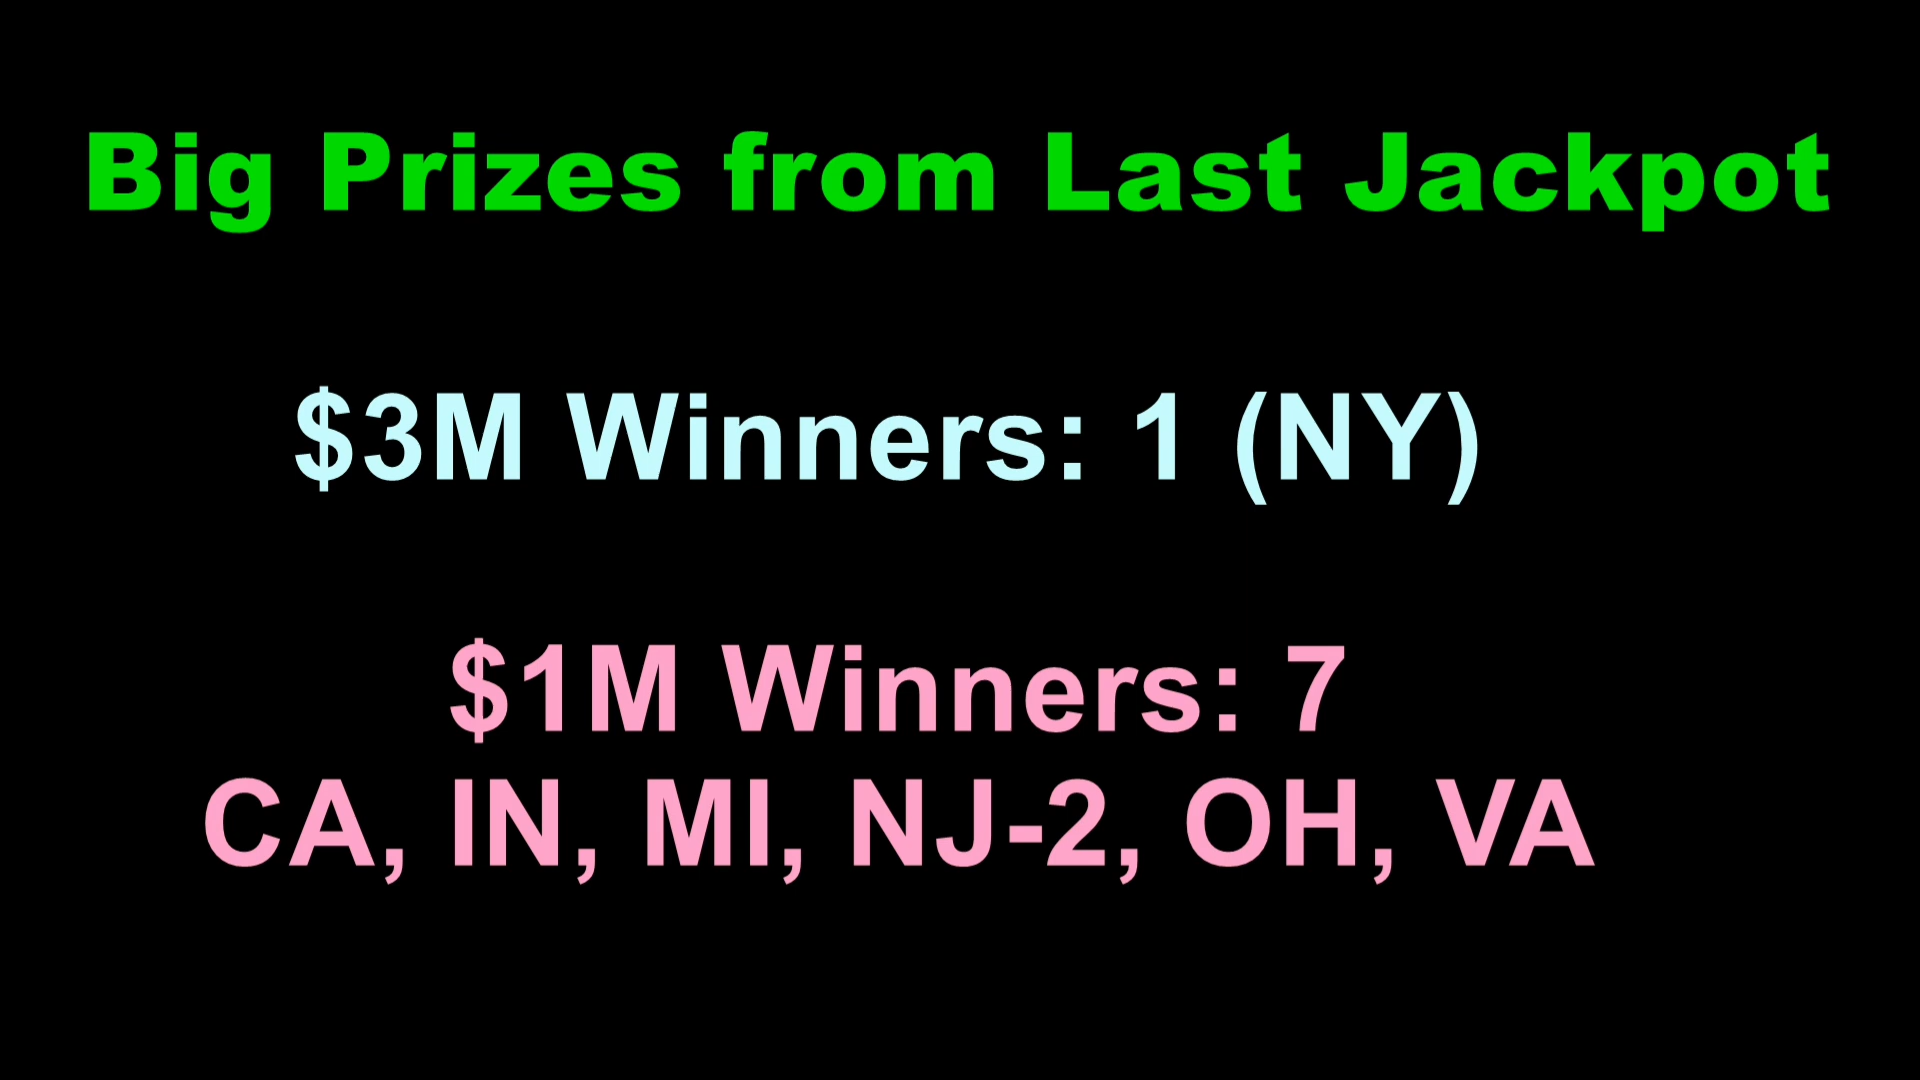 Big Prizes from Last Jackpot
$3M Winners: 1 (NY)
$1M Winners: 7
CA, IN, MI, NJ-2, OH, VA